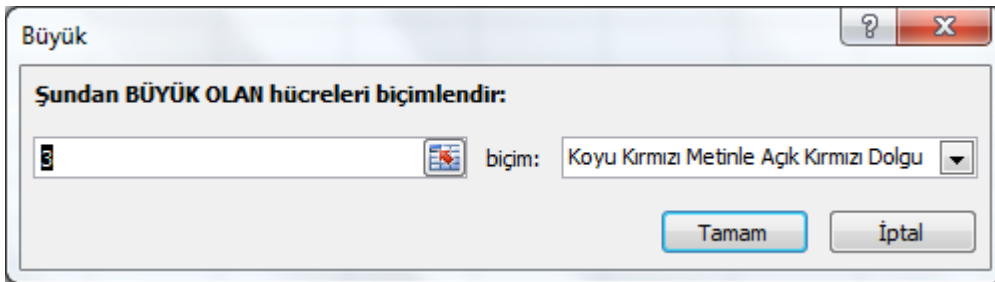 Büyük
Şundan BÜYÜK OLAN hücreleri biçimlendir:
3 biçim: Koyu Kırmızı Metinle Açık Kırmızı Dolgu
Tamam İptal